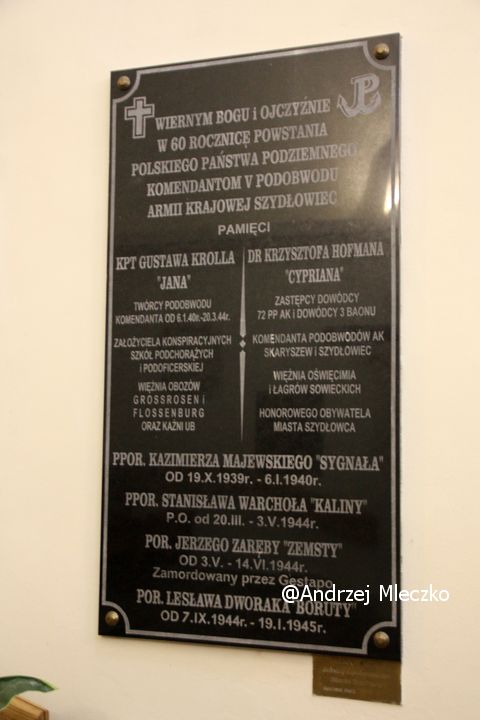 WIERNYM BOGU i OJCZYŹNIE
W 60 ROCZNICĘ POWSTANIA
POLSKIEGO PAŃSTWA PODZIEMNEGO
KOMENDANTOM V PODOBWODU
ARMII KRAJOWEJ SZYDŁOWIEC
PAMIĘCI
KPT GUSTAWA KROLLA
"JANA"
TWÓRCY PODOBWODU
KOMENDANTA OD 6.1.40r.-20.3.44r.
ZAŁOŻYCIELA KONSPIRACYJNYCH
SZKÓŁ PODCHORĄŻYCH
i PODOFICERSKIEJ
WIĘŹNIA OBOZÓW
GROSSROSEN i
FLOSSENBURG
ORAZ KAŹNI UB
DR KRZYSZTOFA HOFMANA
"CYPRIANA"
ZASTĘPCY DOWÓDCY
72 PP AK i DOWÓDCY 3 BAONU
KOMENDANTA PODOBWODÓW AK
SKARYSZEW i SZYDŁOWIEC
WIĘŹNIA OŚWIĘCIMIA
i ŁAGRÓW SOWIECKICH
HONOROWEGO OBYWATELA
MIASTA SZYDŁOWCA
PPOR. KAZIMIERZA MAJEWSKIEGO "SYGNAŁA"
OD 19.X.1939r. - 6.I.1940r.
PPOR. STANISŁAWA WARCHOŁA "KALINY"
P.O. od 20.III. - 3.V.1944r.
POR. JERZEGO ZARĘBY "ZEMSTY"
OD 3.V. - 14.VI.1944r.
Zamordowany przez Gestapo
POR. LESŁAWA DWORAKA "BORUTY"
OD 7.IX.1944r. - 19.I.1945r.
@Andrzej Mleczko